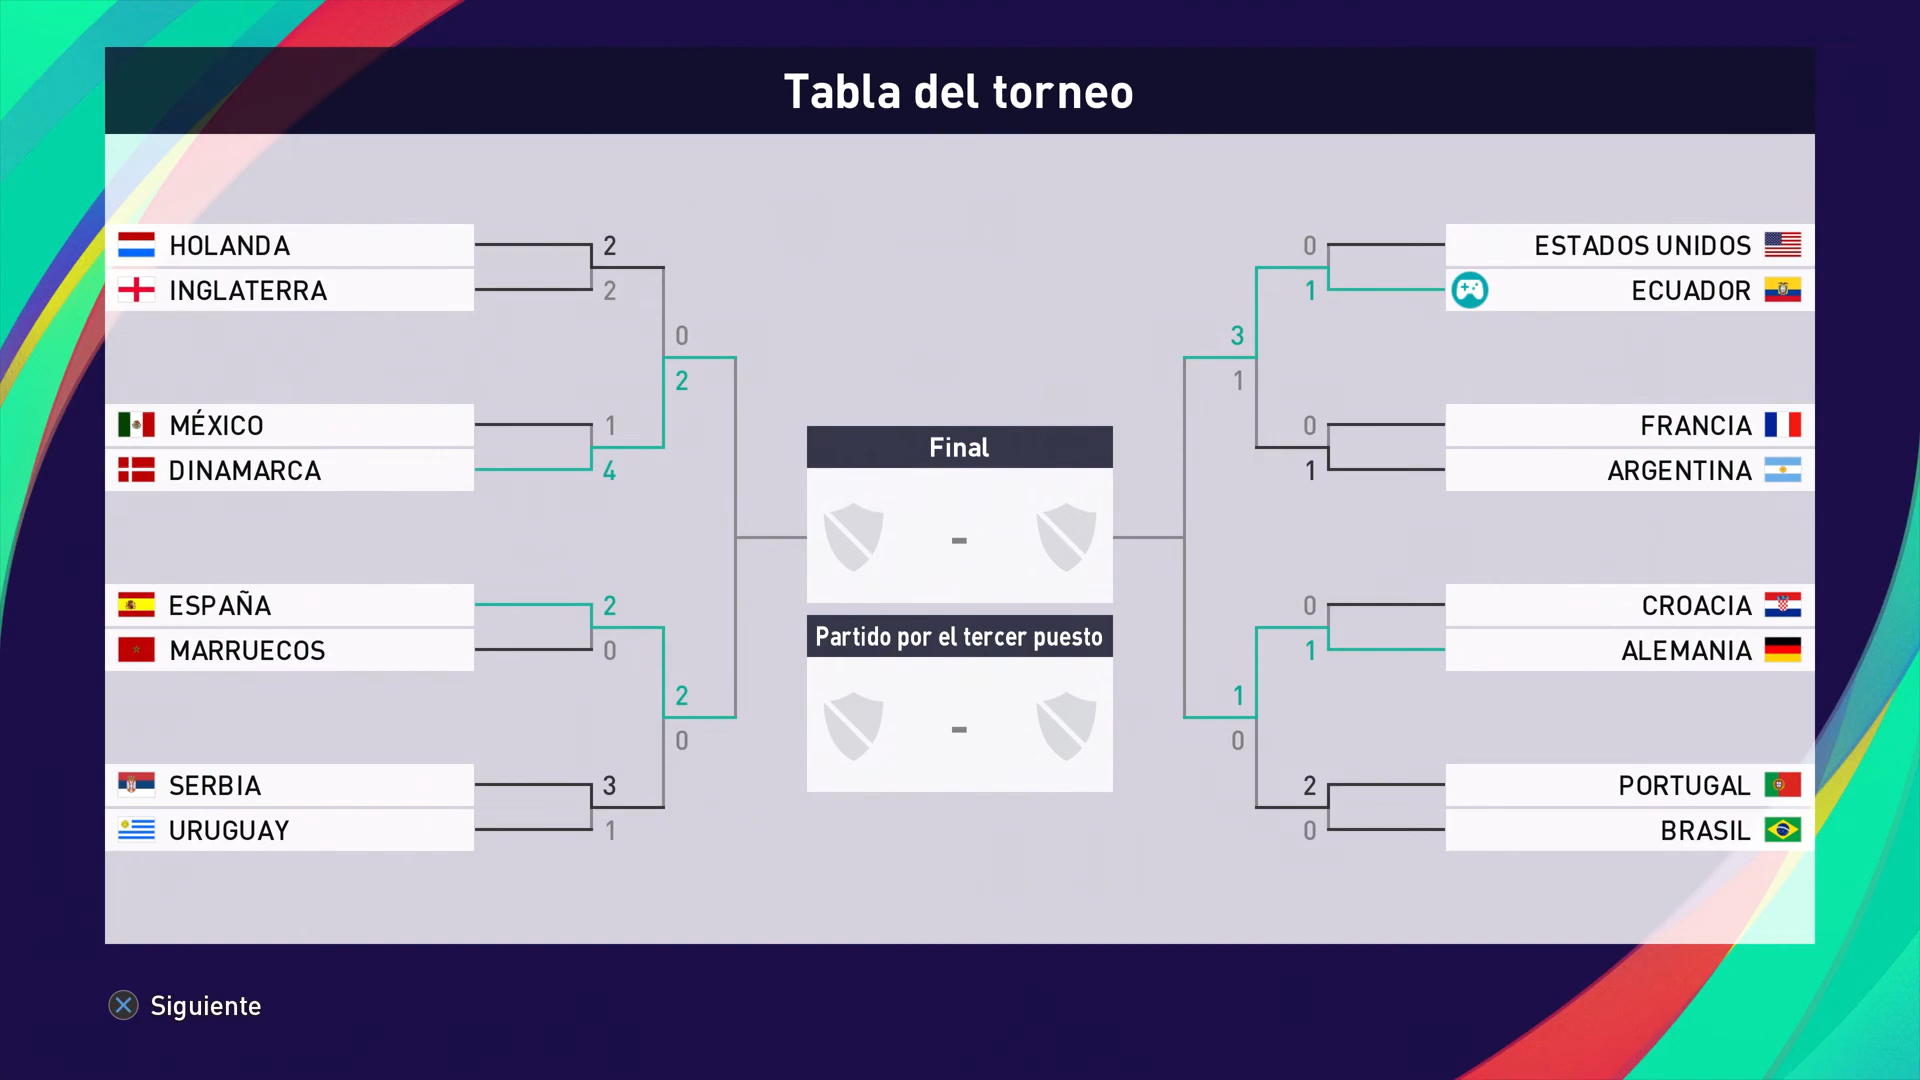 Tabla del torneo
HOLANDA 2
INGLATERRA 2
0
2
MÉXICO 1
DINAMARCA 4
ESPAÑA 2
MARRUECOS 0
2
0
SERBIA 3
URUGUAY 1
Final
-
Partido por el tercer puesto
-
0 ESTADOS UNIDOS
1 ECUADOR
3
1
0 FRANCIA
1 ARGENTINA
0 CROACIA
1 ALEMANIA
1
0
2 PORTUGAL
0 BRASIL
Siguiente